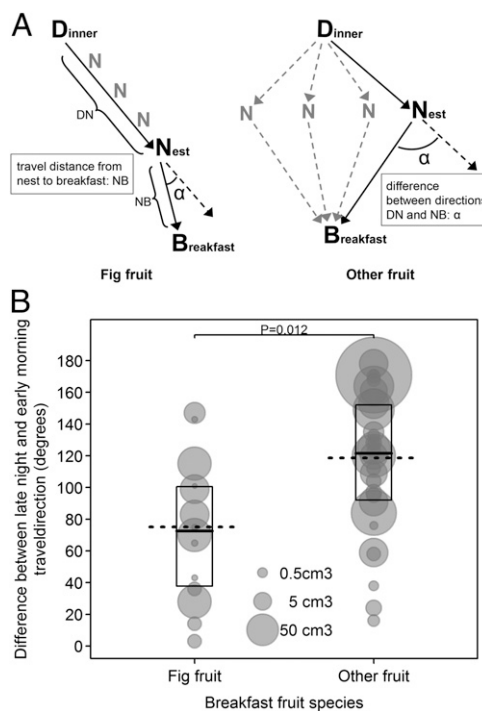 A
Dinner
N
N
N
DN
Nest
travel distance from
nest to breakfast: NB
NB
α
Breakfast
Fig fruit
Dinner
N
N
N
Nest
α
difference
between directions
DN and NB: α
Breakfast
Other fruit
B
P=0.012
Difference between late night and early morning
traveldirection (degrees)
180
160
140
120
100
80
60
40
20
0
0.5cm3
5 cm3
50 cm3
Fig fruit
Other fruit
Breakfast fruit species